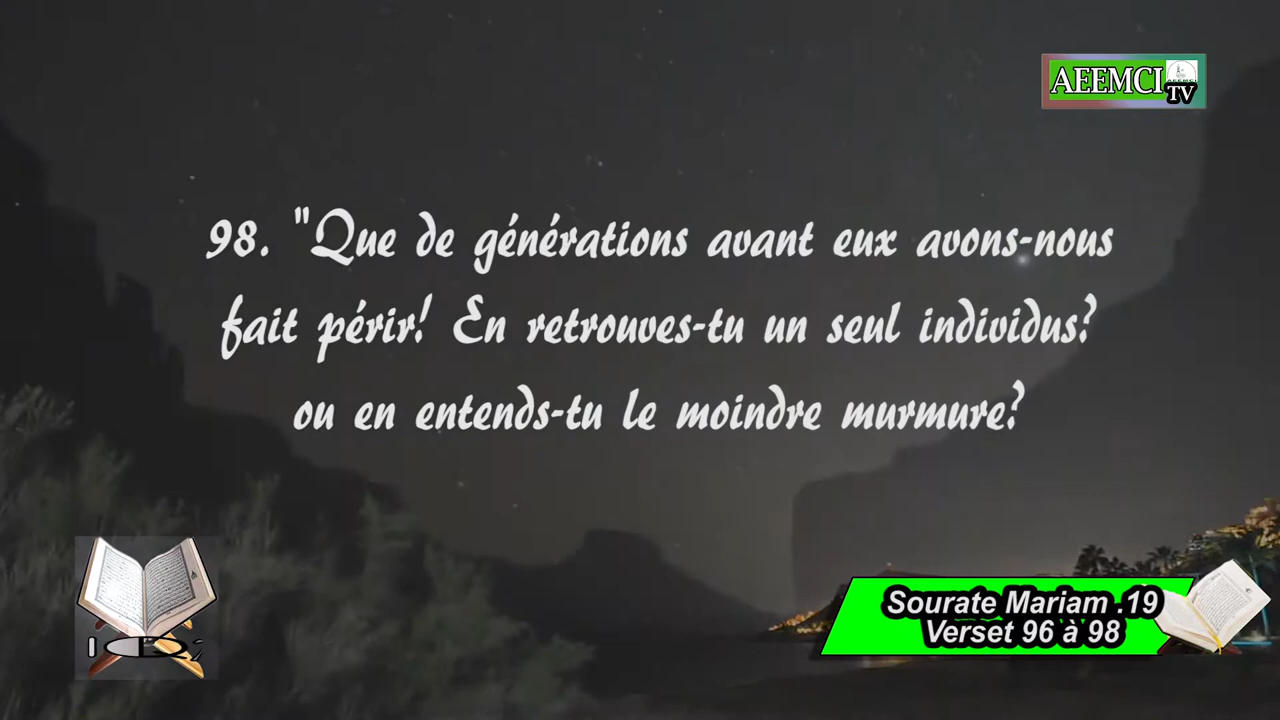 AEEMCI
TV
98. "Que de générations avant eux avons-nous
fait périr! En retrouves-tu un seul individus?
ou en entends-tu le moindre murmure?
Sourate Mariam .19
Verset 96 à 98